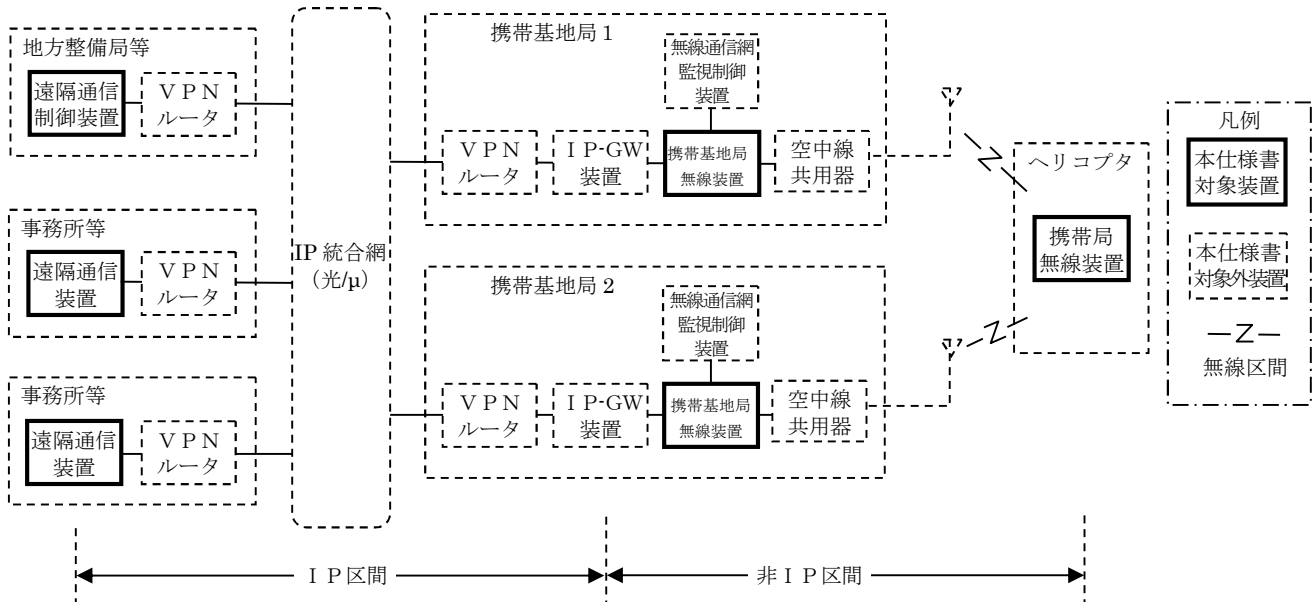 地方整備局等
遠隔通信
制御装置
ＶＰＮ
ルータ
事務所等
遠隔通信
装置
ＶＰＮ
ルータ
事務所等
遠隔通信
装置
ＶＰＮ
ルータ
IP 統合網
（光/μ）
携帯基地局 1
無線通信網
監視制御
装置
ＶＰＮ
ルータ
ＩＰ-GW
装置
携帯基地局
無線装置
空中線
共用器
携帯基地局 2
無線通信網
監視制御
装置
ＶＰＮ
ルータ
ＩＰ-GW
装置
携帯基地局
無線装置
空中線
共用器
ヘリコプタ
携帯局
無線装置
凡例
本仕様書
対象装置
本仕様書
対象外装置
無線区間
ＩＰ区間
非ＩＰ区間